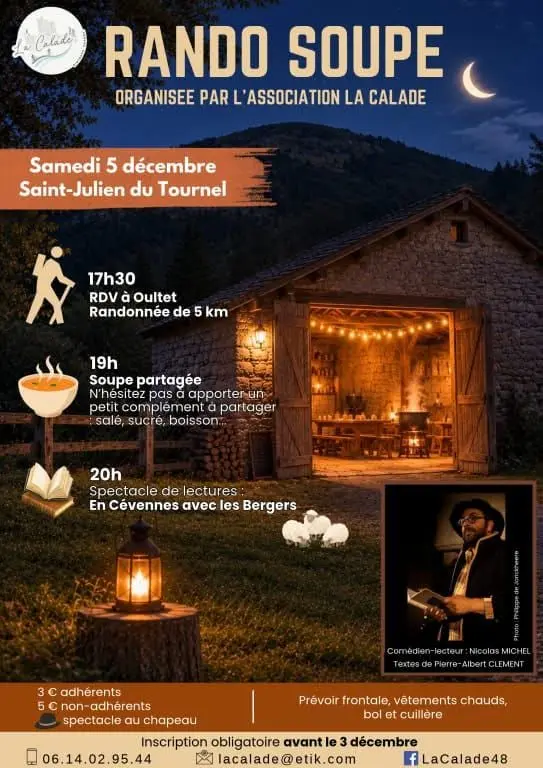 La Calade
RANDO SOUPE
ORGANISEE PAR L'ASSOCIATION LA CALADE
Samedi 5 décembre
Saint-Julien du Tournel
17h30
RDV à Oultet
Randonnée de 5 km
19h
Soupe partagée
N'hésitez pas à apporter un
petit complément à partager
: salé, sucré, boisson...
20h
Spectacle de lectures :
En Cévennes avec les Bergers
Photo : Philippe de Jonckheere
Comédien-lecteur : Nicolas MICHEL
Textes de Pierre-Albert CLEMENT
3 € adhérents
5 € non-adhérents
spectacle au chapeau
Prévoir frontale, vêtements chauds,
bol et cuillère
Inscription obligatoire avant le 3 décembre
06.14.02.95.44
lacalade@etik.com
LaCalade48